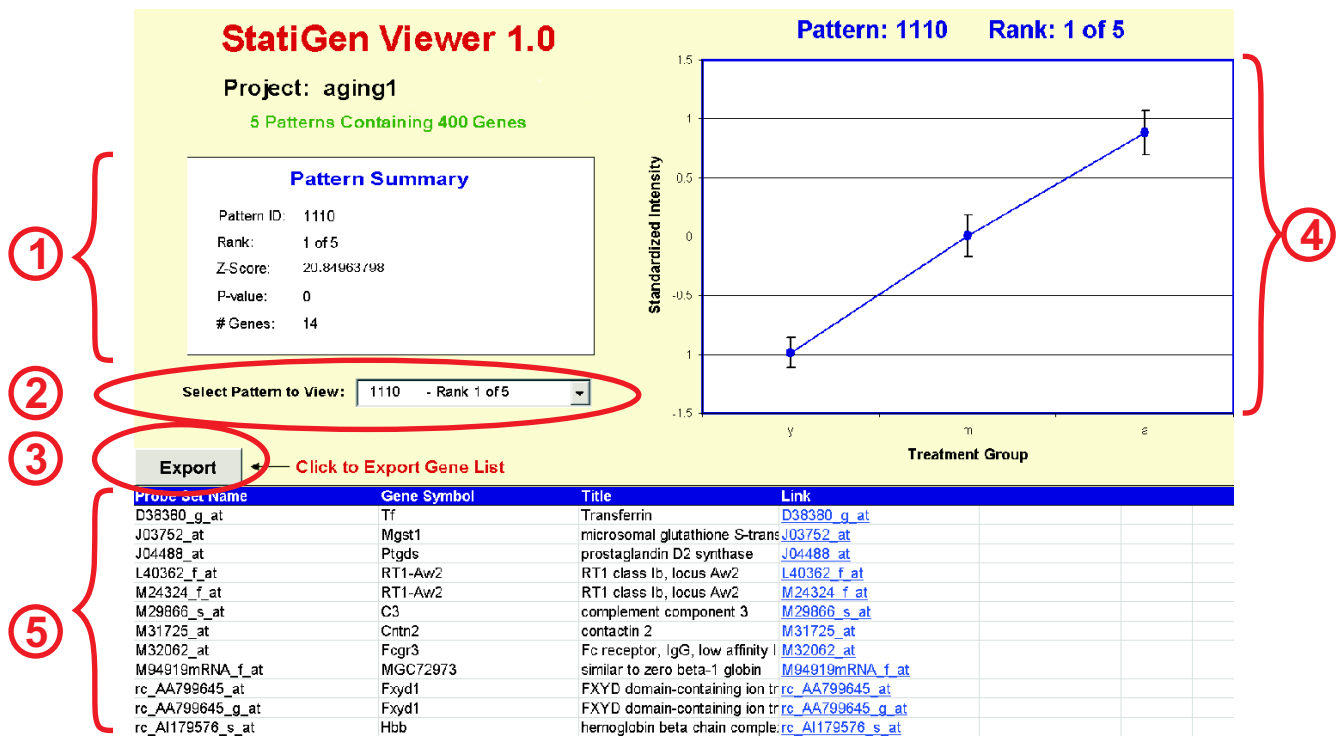 StatiGen Viewer 1.0
Project: aging1
5 Patterns Containing 400 Genes
1
Pattern Summary
Pattern ID: 1110
Rank: 1 of 5
Z-Score: 20.84963798
P-value: 0
# Genes: 14
2
Select Pattern to View: 1110 - Rank 1 of 5
3
Export Click to Export Gene List
Pattern: 1110 Rank: 1 of 5
Standardized Intensity
1.5
1
0.5
0
-0.5
1
-1.5
y m a
Treatment Group
4
5
Probe Set Name Gene Symbol Title Link
D38380_g_at Tf Transferrin D38380_g_at
J03752_at Mgst1 microsomal glutathione S-trans J03752_at
J04488_at Ptgds prostaglandin D2 synthase J04488_at
L40362_f_at RT1-Aw2 RT1 class Ib, locus Aw2 L40362_f_at
M24324_f_at RT1-Aw2 RT1 class Ib, locus Aw2 M24324_f_at
M29866_s_at C3 complement component 3 M29866_s_at
M31725_at Cntn2 contactin 2 M31725_at
M32062_at Fcgr3 Fc receptor, IgG, low affinity I M32062_at
M94919mRNA_f_at MGC72973 similar to zero beta-1 globin M94919mRNA_f_at
rc_AA799645_at Fxyd1 FXYD domain-containing ion tr rc_AA799645_at
rc_AA799645_g_at Fxyd1 FXYD domain-containing ion tr rc_AA799645_g_at
rc_AI179576_s_at Hbb hemoglobin beta chain comple rc_AI179576_s_at